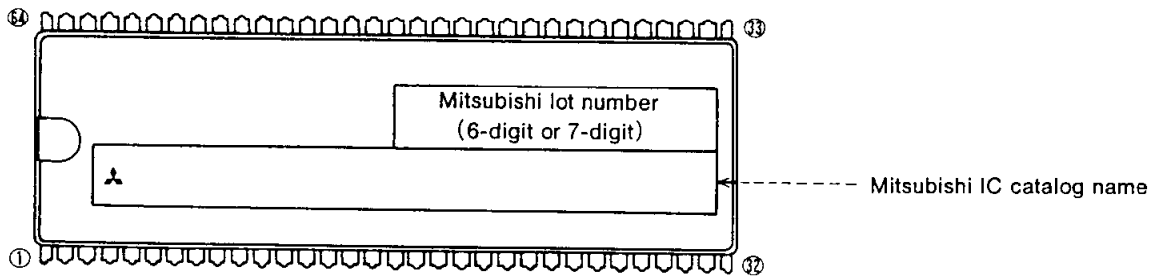 64 33
Mitsubishi lot number
(6-digit or 7-digit)
Mitsubishi IC catalog name
1 32